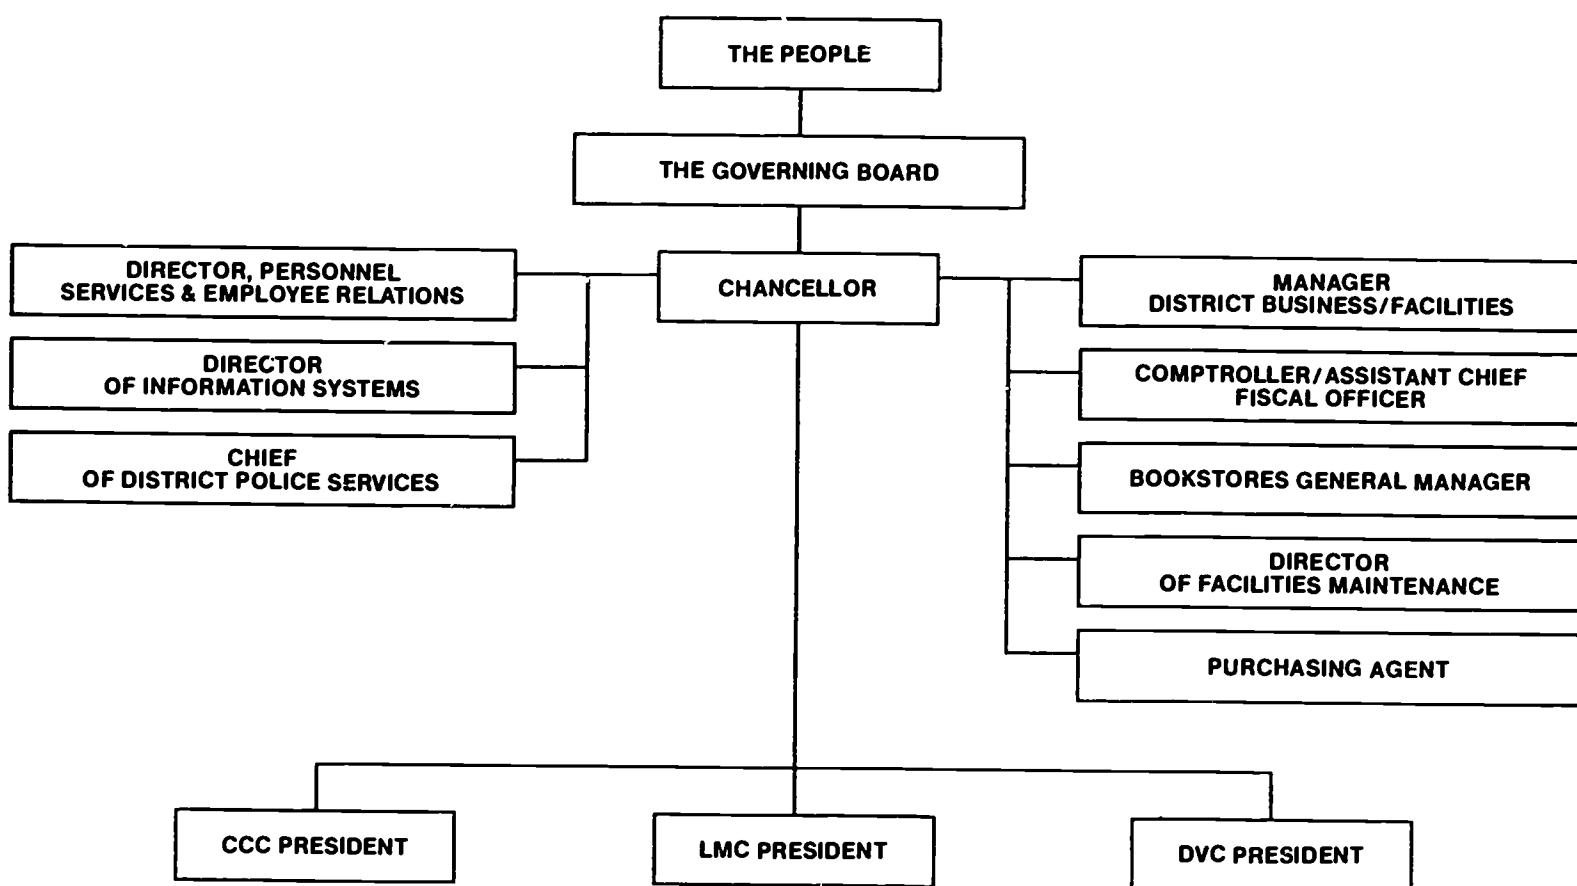 THE PEOPLE
THE GOVERNING BOARD
CHANCELLOR
DIRECTOR, PERSONNEL
SERVICES & EMPLOYEE RELATIONS
DIRECTOR
OF INFORMATION SYSTEMS
CHIEF
OF DISTRICT POLICE SERVICES
MANAGER
DISTRICT BUSINESS/FACILITIES
COMPTROLLER/ASSISTANT CHIEF
FISCAL OFFICER
BOOKSTORES GENERAL MANAGER
DIRECTOR
OF FACILITIES MAINTENANCE
PURCHASING AGENT
CCC PRESIDENT
LMC PRESIDENT
DVC PRESIDENT